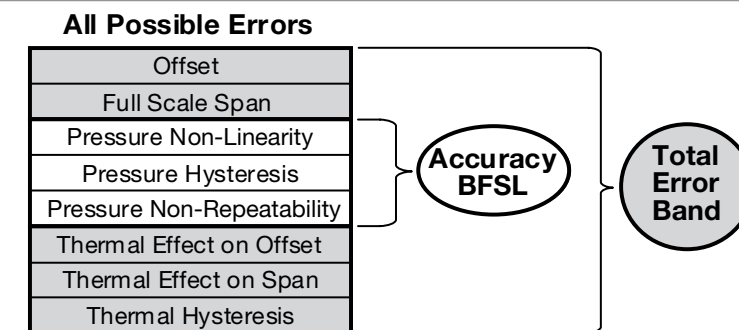 All Possible Errors
Offset
Full Scale Span
Pressure Non-Linearity
Pressure Hysteresis
Pressure Non-Repeatability
Thermal Effect on Offset
Thermal Effect on Span
Thermal Hysteresis
Accuracy
BFSL
Total
Error
Band